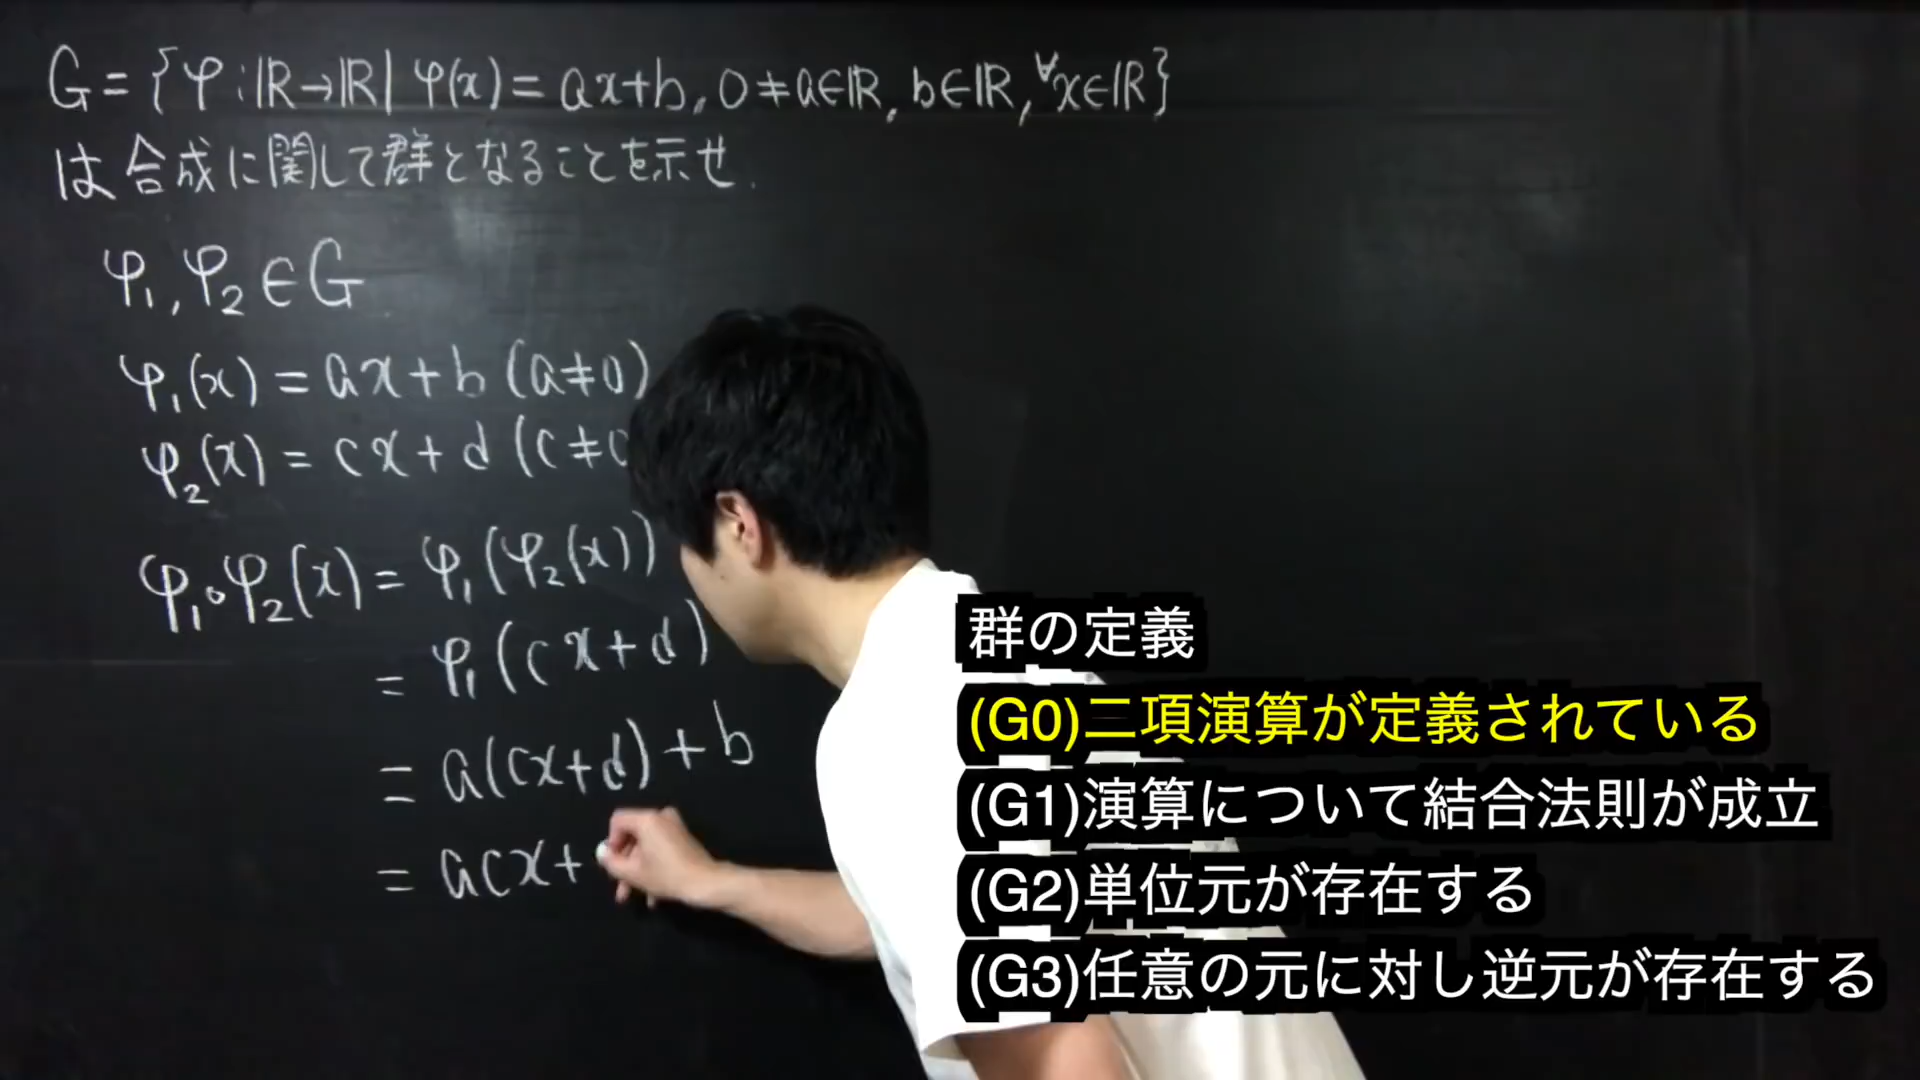 G = {φ : ℝ→ℝ | φ(x) = ax+b, 0≠a∈ℝ, b∈ℝ, ∀x∈ℝ}
は合成に関して群となることを示せ.
φ₁, φ₂ ∈ G
φ₁(x) = ax+b (a≠0)
φ₂(x) = cx+d (c≠0
φ₁∘φ₂(x) = φ₁(φ₂(x))
= φ₁(cx+d)
= a(cx+d)+b
= acx+
群の定義
(G0)二項演算が定義されている
(G1)演算について結合法則が成立
(G2)単位元が存在する
(G3)任意の元に対し逆元が存在する